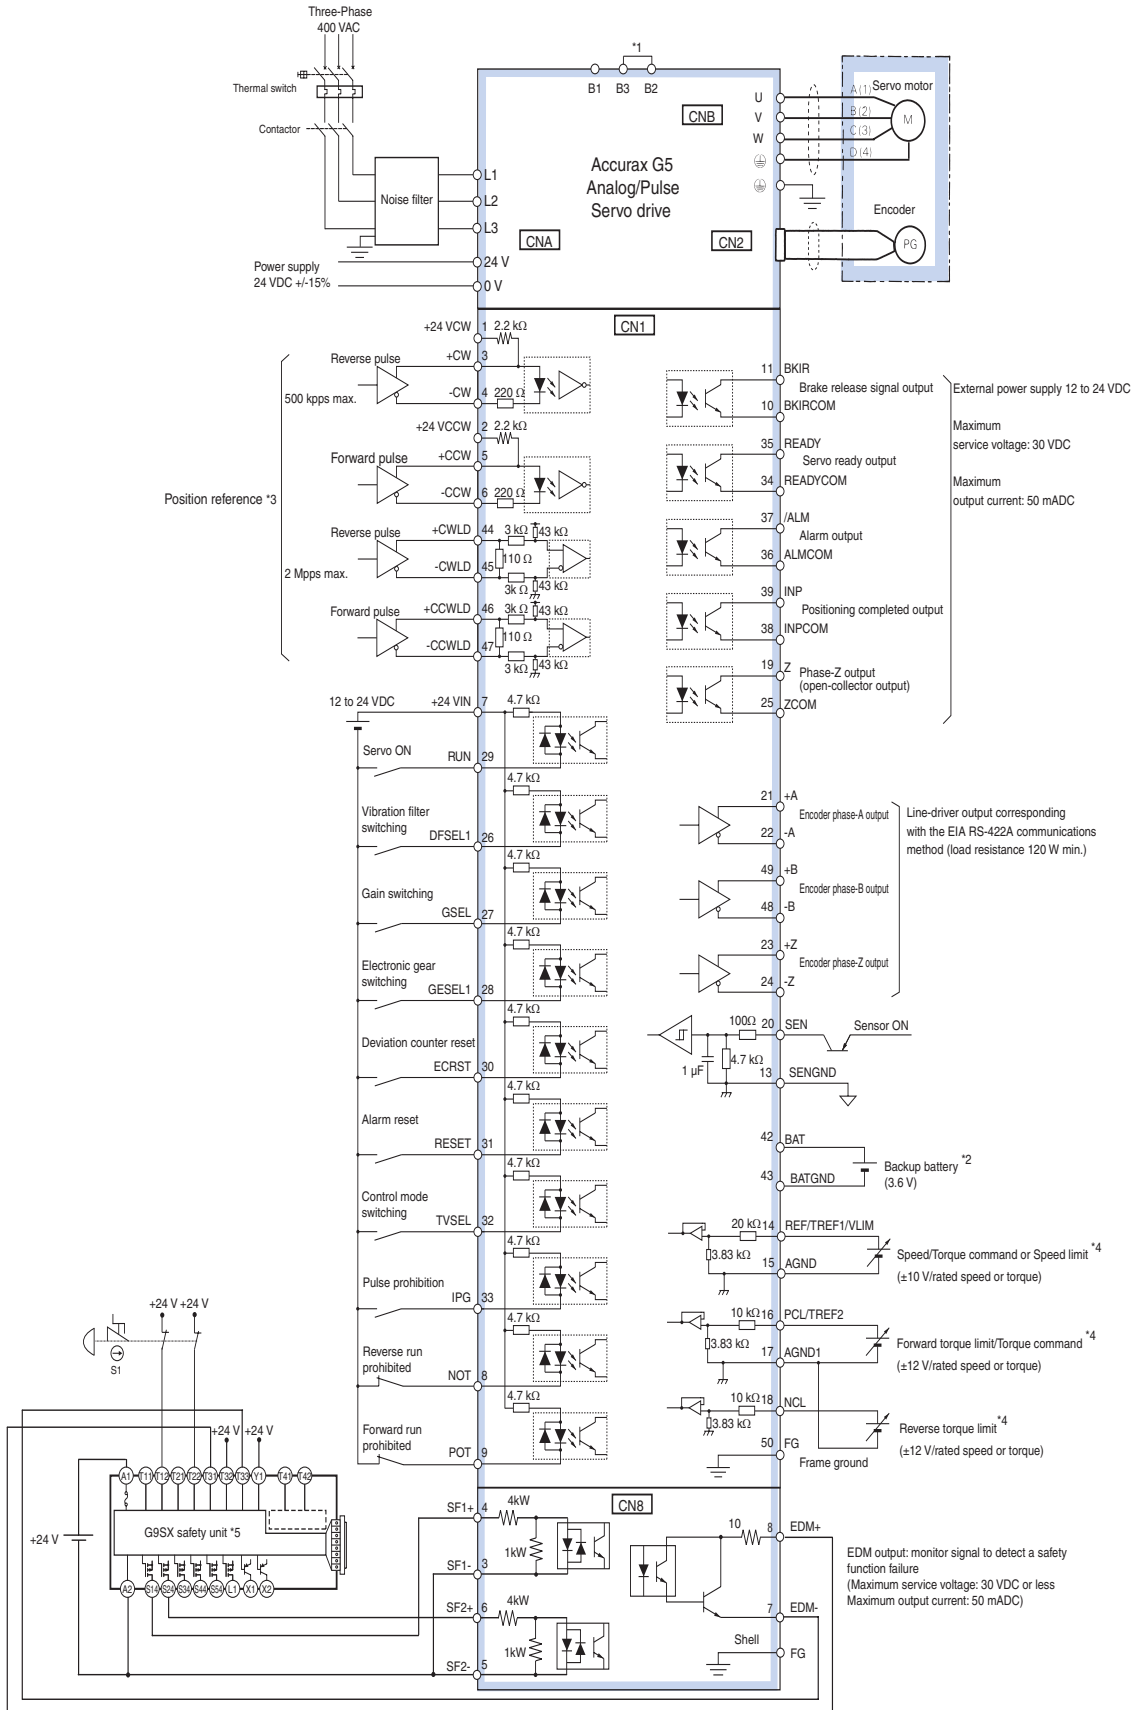 Three-Phase
400 VAC
Thermal switch
Contactor
Noise filter
L1
L2
L3
24 V
0 V
Power supply
24 VDC +/-15%
*1
B1 B3 B2
CNB
Accurax G5
Analog/Pulse
Servo drive
CNA
CN2
U
V
W
A (1)
B (2)
C (3)
D (4)
Servo motor
M
Encoder
PG
CN1
+24 VCW 1 2.2 kΩ
Reverse pulse +CW 3
500 kpps max.
-CW 4 220 Ω
+24 VCCW 2 2.2 kΩ
Forward pulse +CCW 5
-CCW 6 220 Ω
Position reference *3
Reverse pulse +CWLD 44 3 kΩ 43 kΩ
110 Ω
2 Mpps max.
-CWLD 45 3k Ω 43 kΩ
Forward pulse +CCWLD 46 3k Ω 43 kΩ
110 Ω
-CCWLD 47 3 kΩ 43 kΩ
12 to 24 VDC +24 VIN 7 4.7 kΩ
Servo ON
RUN 29
4.7 kΩ
Vibration filter
switching
DFSEL1 26
4.7 kΩ
Gain switching
GSEL 27
4.7 kΩ
Electronic gear
switching
GESEL1 28
4.7 kΩ
Deviation counter reset
ECRST 30
4.7 kΩ
Alarm reset
RESET 31
4.7 kΩ
Control mode
switching
TVSEL 32
4.7 kΩ
Pulse prohibition
IPG 33
4.7 kΩ
Reverse run
prohibited
NOT 8
4.7 kΩ
Forward run
prohibited
POT 9
11 BKIR
Brake release signal output
10 BKIRCOM
35 READY
Servo ready output
34 READYCOM
37 /ALM
Alarm output
36 ALMCOM
39 INP
Positioning completed output
38 INPCOM
19 Z
Phase-Z output
(open-collector output)
25 ZCOM
External power supply 12 to 24 VDC
Maximum
service voltage: 30 VDC
Maximum
output current: 50 mADC
21 +A
Encoder phase-A output
22 -A
49 +B
Encoder phase-B output
48 -B
23 +Z
Encoder phase-Z output
24 -Z
Line-driver output corresponding
with the EIA RS-422A communications
method (load resistance 120 W min.)
100Ω 20 SEN
Sensor ON
1 µF
4.7 kΩ
13 SENGND
42 BAT
43 BATGND
Backup battery *2
(3.6 V)
20 kΩ 14 REF/TREF1/VLIM
3.83 kΩ
15 AGND
Speed/Torque command or Speed limit *4
(±10 V/rated speed or torque)
10 kΩ 16 PCL/TREF2
3.83 kΩ
17 AGND1
Forward torque limit/Torque command *4
(±12 V/rated speed or torque)
10 kΩ 18 NCL
3.83 kΩ
Reverse torque limit*4
(±12 V/rated speed or torque)
50 FG
Frame ground
+24 V +24 V
S1
+24 V +24 V
A1 T11 T12 T21 T22 T31 T32 T33 Y1 T41 T42
G9SX safety unit *5
+24 V
A2 S14 S24 S34 S44 S54 L1 X1 X2
CN8
SF1+ 4 4kW
1kW
SF1- 3
SF2+ 6 4kW
1kW
SF2- 5
10 8 EDM+
7 EDM-
Shell
FG
EDM output: monitor signal to detect a safety
function failure
(Maximum service voltage: 30 VDC or less
Maximum output current: 50 mADC)